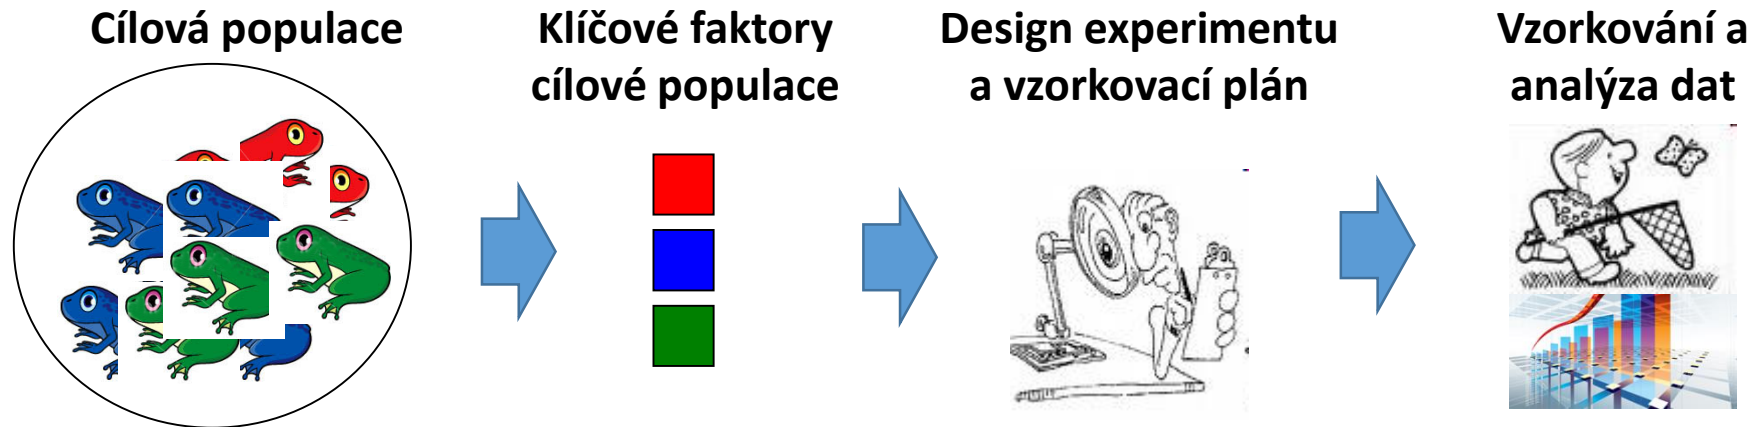 Cílová populace
Klíčové faktory
cílové populace
Design experimentu
a vzorkovací plán
Vzorkování a
analýza dat